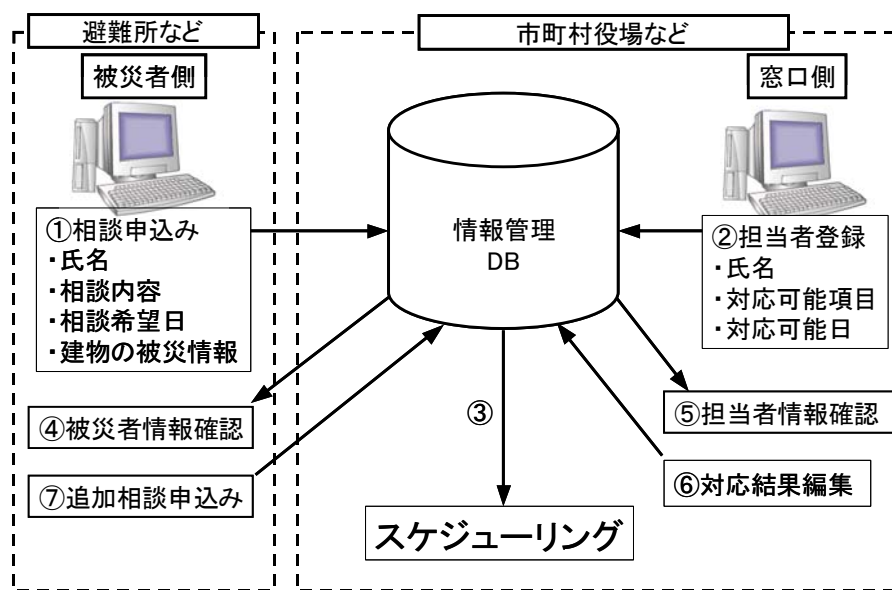 避難所など
市町村役場など
被災者側
窓口側
①相談申込み
・氏名
・相談内容
・相談希望日
・建物の被災情報
情報管理
DB
②担当者登録
・氏名
・対応可能項目
・対応可能日
④被災者情報確認
③
⑤担当者情報確認
⑦追加相談申込み
⑥対応結果編集
スケジューリング